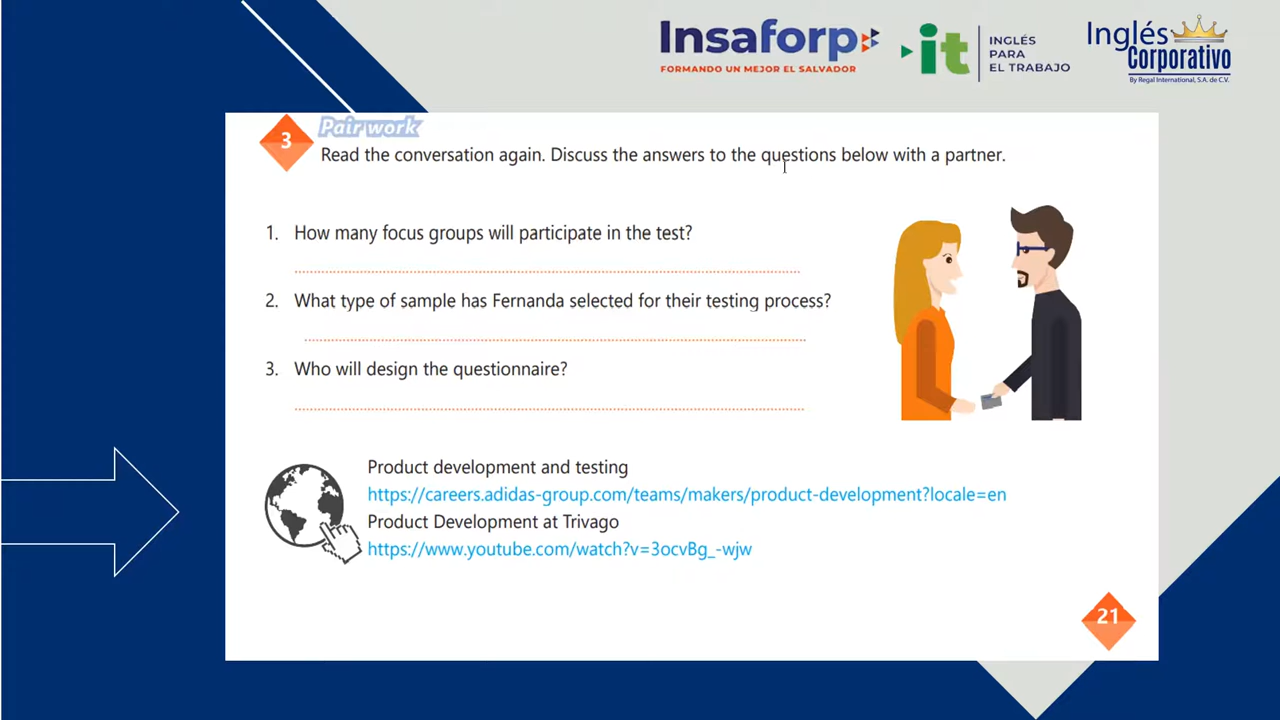 Insaforp
FORMANDO UN MEJOR EL SALVADOR
it
INGLÉS
PARA
EL TRABAJO
Inglés
Corporativo
By Regal International, S.A. de C.V.
3
Pair work
Read the conversation again. Discuss the answers to the questions below with a partner.
1. How many focus groups will participate in the test?
2. What type of sample has Fernanda selected for their testing process?
3. Who will design the questionnaire?
Product development and testing
https://careers.adidas-group.com/teams/makers/product-development?locale=en
Product Development at Trivago
https://www.youtube.com/watch?v=3ocvBg_-wjw
21